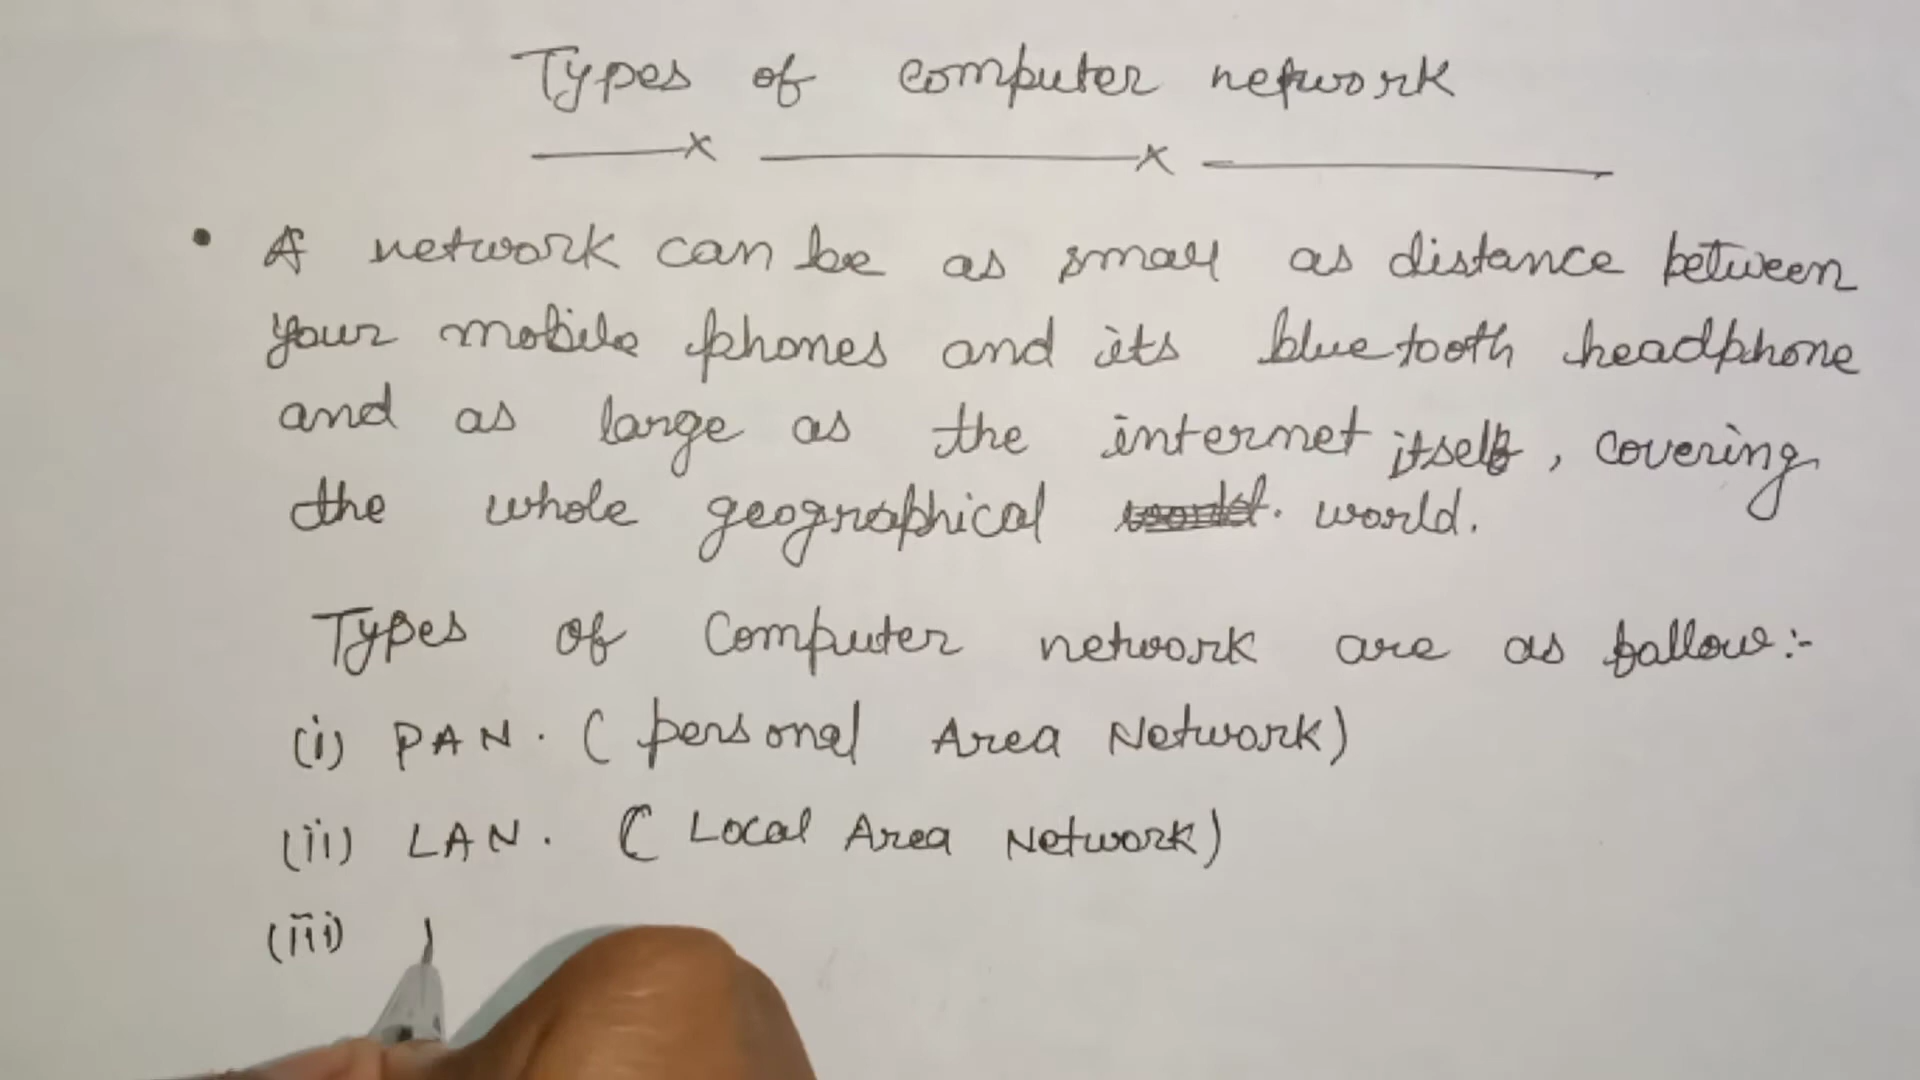 Types of computer network
• A network can be as small as distance between
your mobile phones and its bluetooth headphone
and as large as the internet itself, covering
the whole geographical world.
Types of Computer network are as fallow:-
(i) PAN. (personal Area Network)
(ii) LAN. (Local Area Network)
(iii)